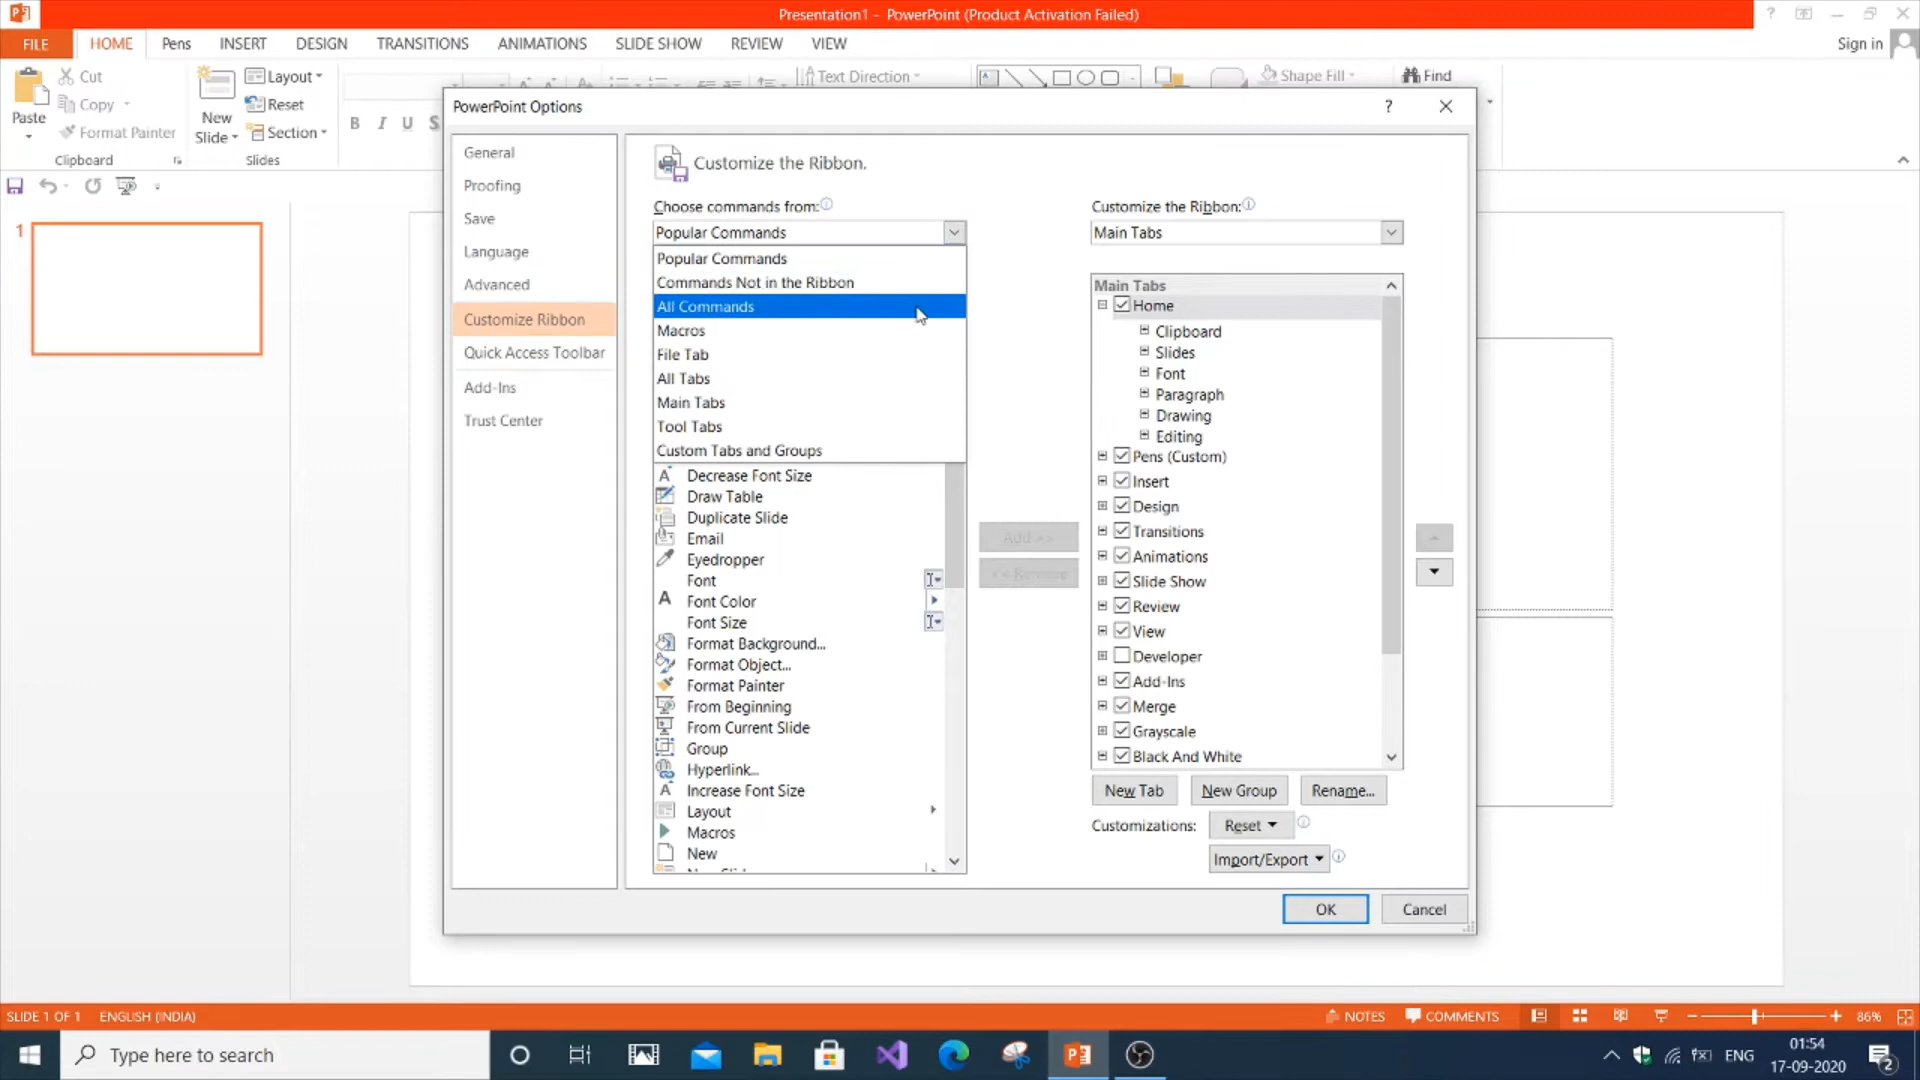 Presentation1 - PowerPoint (Product Activation Failed)
FILE HOME Pens INSERT DESIGN TRANSITIONS ANIMATIONS SLIDE SHOW REVIEW VIEW Sign in
Paste
Cut
Copy
Format Painter
Clipboard
New Slide
Layout
Reset
Section
Slides
B I U S
Text Direction
Shape Fill
Find
1
PowerPoint Options ?
General
Proofing
Save
Language
Advanced
Customize Ribbon
Quick Access Toolbar
Add-Ins
Trust Center
Customize the Ribbon.
Choose commands from:
Popular Commands
Popular Commands
Commands Not in the Ribbon
All Commands
Macros
File Tab
All Tabs
Main Tabs
Tool Tabs
Custom Tabs and Groups
Decrease Font Size
Draw Table
Duplicate Slide
Email
Eyedropper
Font
Font Color
Font Size
Format Background...
Format Object...
Format Painter
From Beginning
From Current Slide
Group
Hyperlink...
Increase Font Size
Layout
Macros
New
Add >>
<< Remove
Customize the Ribbon:
Main Tabs
Main Tabs
Home
Clipboard
Slides
Font
Paragraph
Drawing
Editing
Pens (Custom)
Insert
Design
Transitions
Animations
Slide Show
Review
View
Developer
Add-Ins
Merge
Grayscale
Black And White
New Tab New Group Rename...
Customizations: Reset
Import/Export
OK Cancel
SLIDE 1 OF 1 ENGLISH (INDIA) NOTES COMMENTS 86%
Type here to search
ENG
01:54
17-09-2020
2